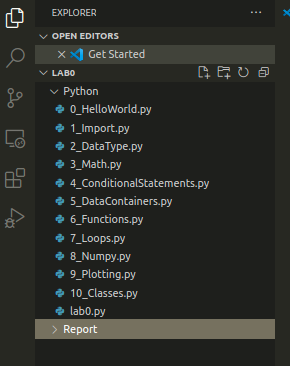 EXPLORER
OPEN EDITORS
Get Started
LAB0
Python
0_HelloWorld.py
1_Import.py
2_DataType.py
3_Math.py
4_ConditionalStatements.py
5_DataContainers.py
6_Functions.py
7_Loops.py
8_Numpy.py
9_Plotting.py
10_Classes.py
lab0.py
Report